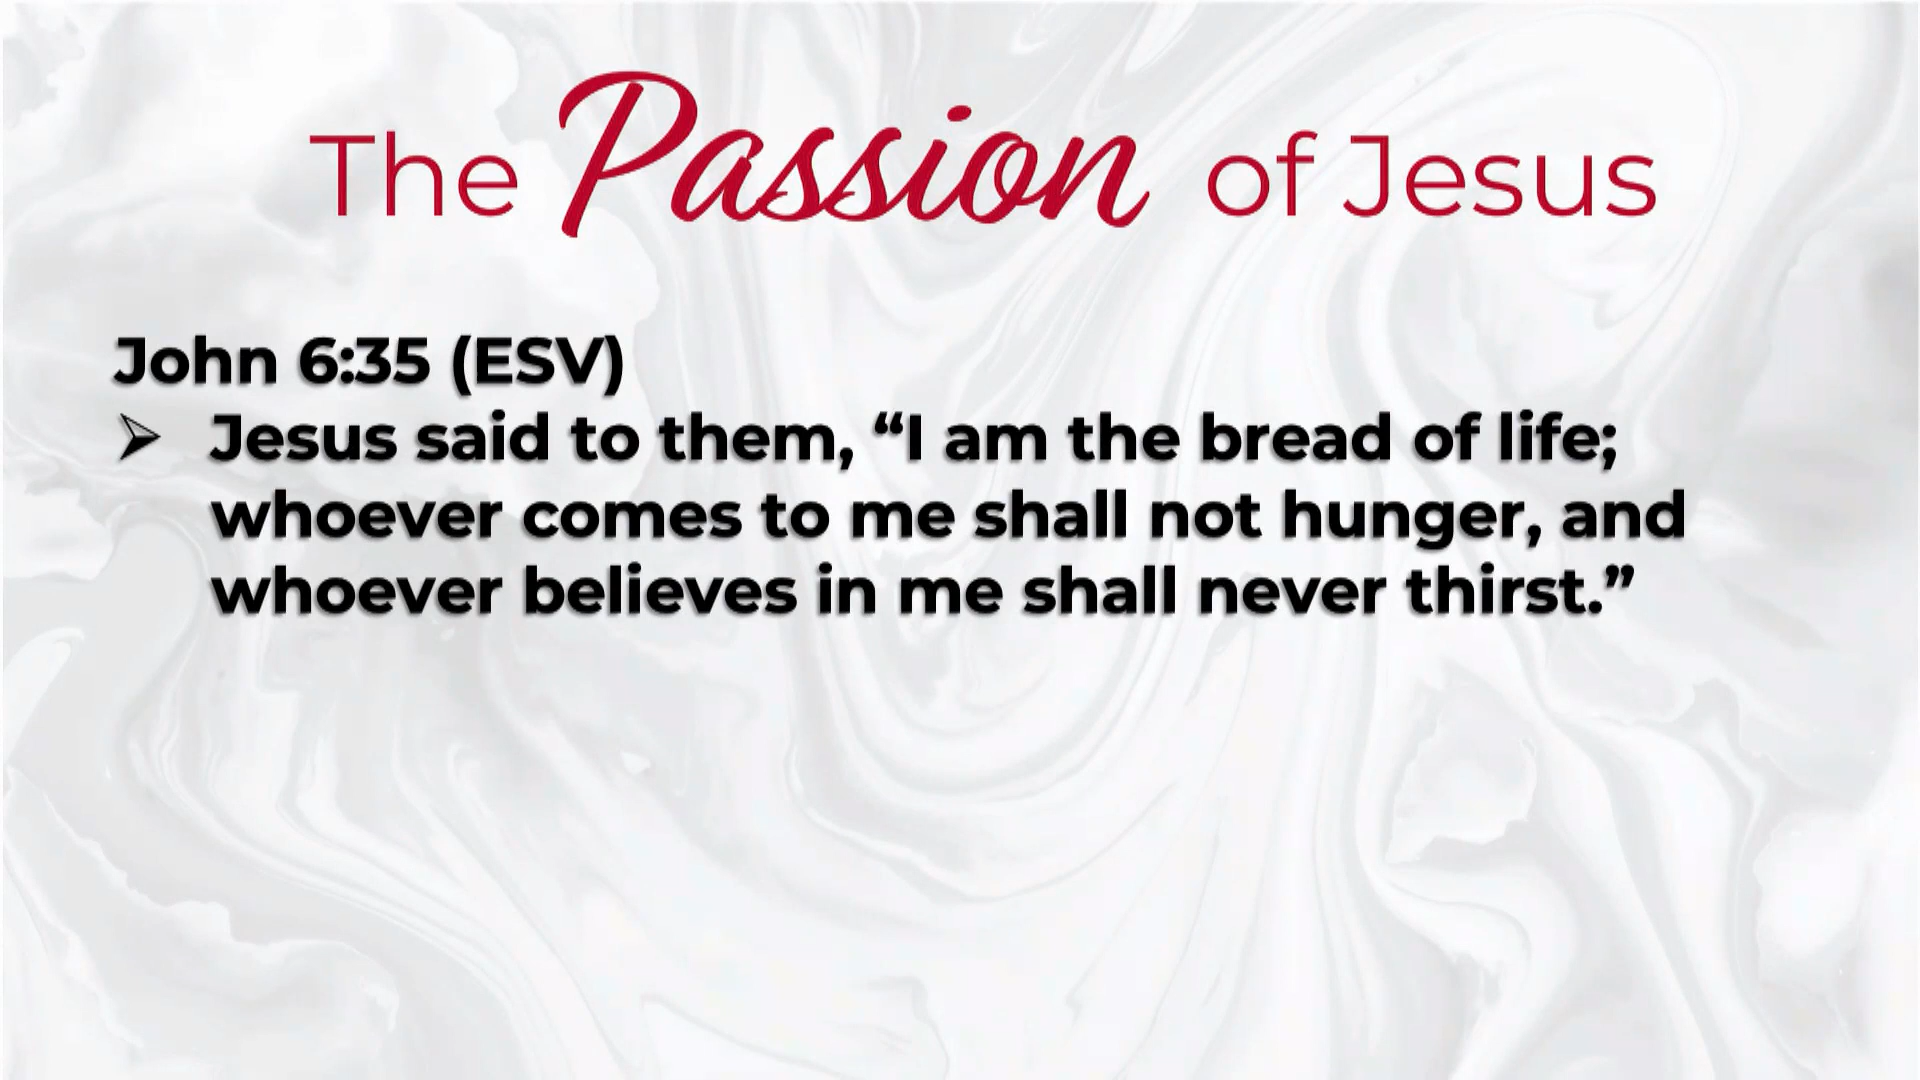 The Passion of Jesus
John 6:35 (ESV)
➢ Jesus said to them, “I am the bread of life;
whoever comes to me shall not hunger, and
whoever believes in me shall never thirst.”